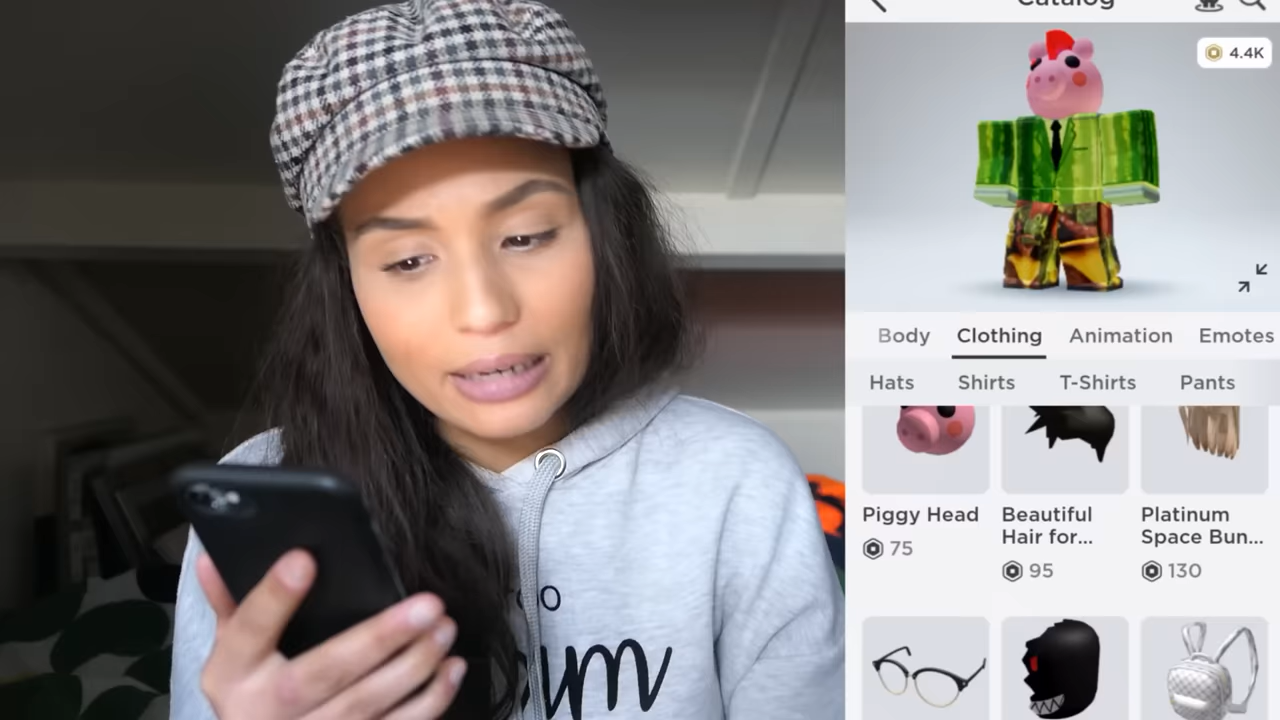 Catalog
4.4K
Body Clothing Animation Emotes
Hats Shirts T-Shirts Pants
Piggy Head
75
Beautiful
Hair for...
95
Platinum
Space Bun...
130